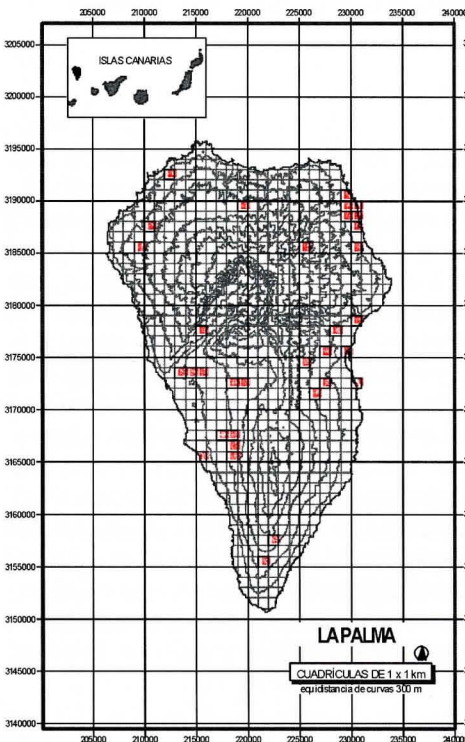 205000 210000 215000 220000 225000 230000 235000
3205000
ISLAS CANARIAS
3200000
3195000
3190000
3185000
3180000
3175000
3170000
3165000
3160000
3155000
3150000
LA PALMA
3145000
CUADRÍCULAS DE 1 x 1 km
equidistancia de curvas 300 m
3140000
205000 210000 215000 220000 225000 230000 235000